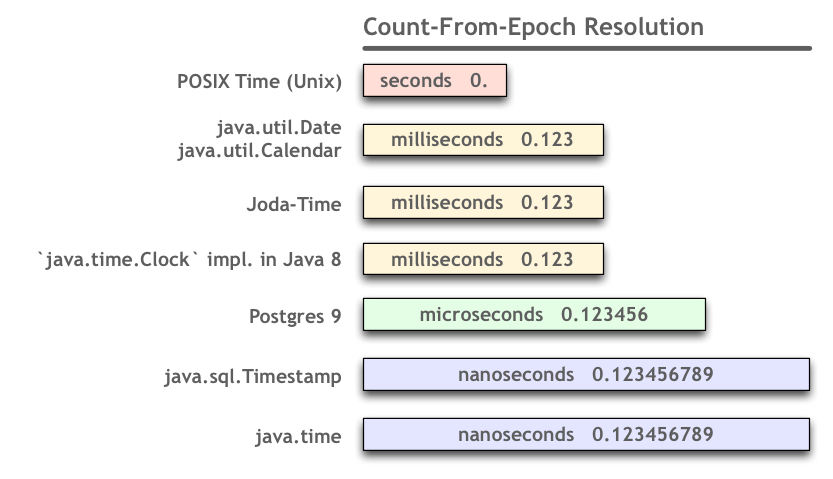 Count-From-Epoch Resolution
POSIX Time (Unix) seconds 0.
java.util.Date
java.util.Calendar milliseconds 0.123
Joda-Time milliseconds 0.123
`java.time.Clock` impl. in Java 8 milliseconds 0.123
Postgres 9 microseconds 0.123456
java.sql.Timestamp nanoseconds 0.123456789
java.time nanoseconds 0.123456789